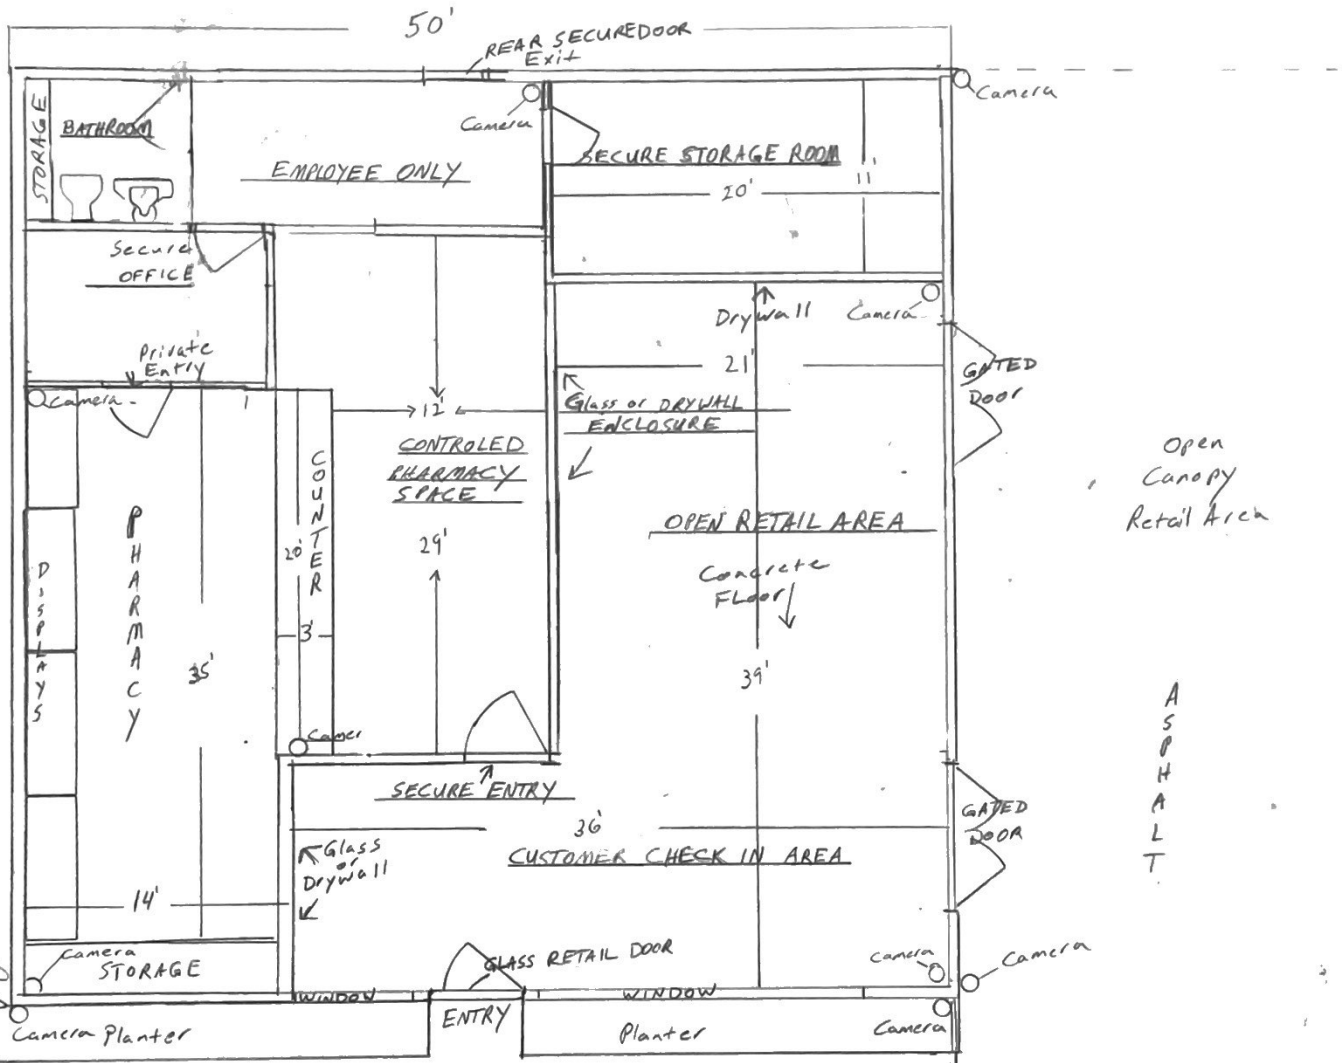 50'
REAR SECURE DOOR
Exit
Camera
STORAGE
BATHROOM
Camera
EMPLOYEE ONLY
SECURE STORAGE ROOM
11'
20'
Secure
OFFICE
Drywall
Camera
Private
Entry
21'
GATED
DOOR
Camera
12'
Glass or DRYWALL
ENCLOSURE
CONTROLED
PHARMACY
SPACE
Open
Canopy
Retail Area
COUNTER
OPEN RETAIL AREA
PHARMACY
20'
29'
DISPLAYS
Concrete
FLoor
3'
35'
39'
ASPHALT
Camer
SECURE ENTRY
GATED
DOOR
36'
Glass
or
Drywall
CUSTOMER CHECK IN AREA
14'
Camera
STORAGE
GLASS RETAIL DOOR
Camera
Camera
WINDOW
WINDOW
Camera Planter
ENTRY
Planter
Camera